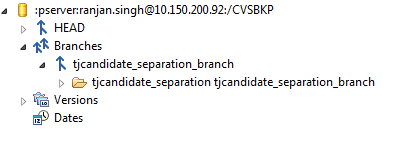 :pserver:ranjan.singh@10.150.200.92:/CVSBKP
HEAD
Branches
tjcandidate_separation_branch
tjcandidate_separation tjcandidate_separation_branch
Versions
Dates